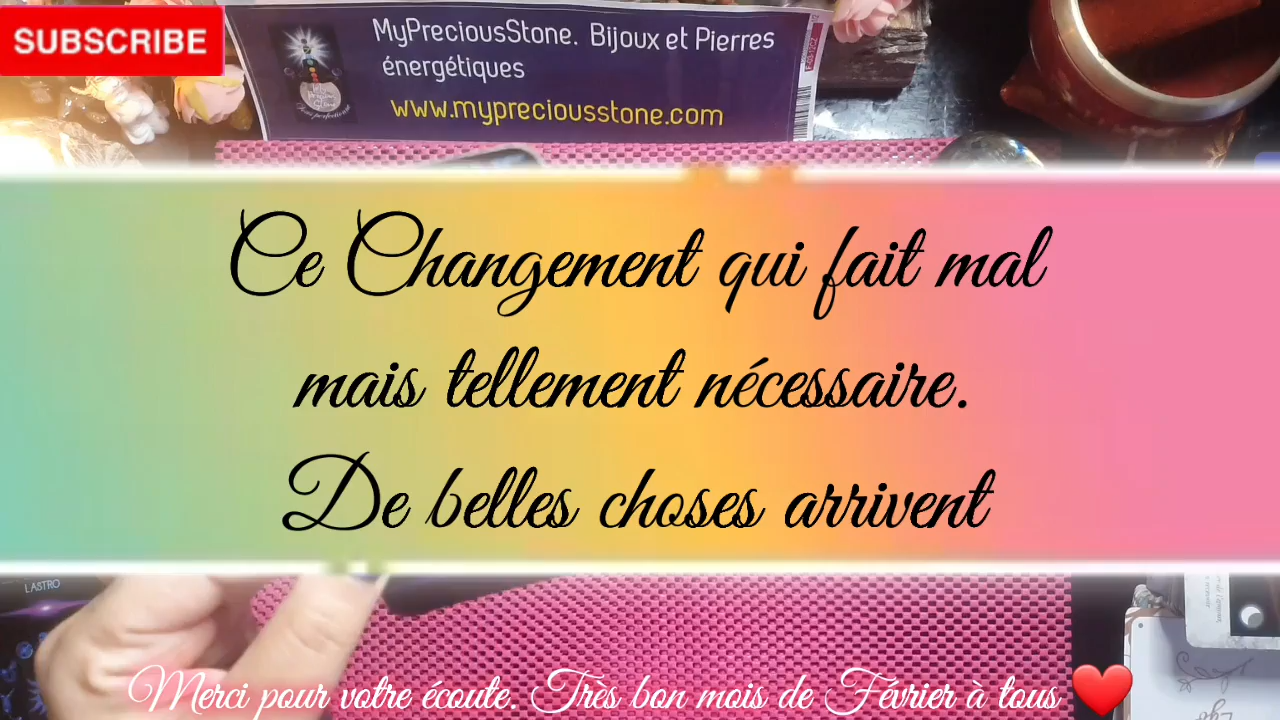 SUBSCRIBE
MyPreciousStone. Bijoux et Pierres
énergétiques
www.mypreciousstone.com
Ce Changement qui fait mal
mais tellement nécessaire.
De belles choses arrivent
LASTRO
Merci pour votre écoute. Très bon mois de Février à tous ❤️